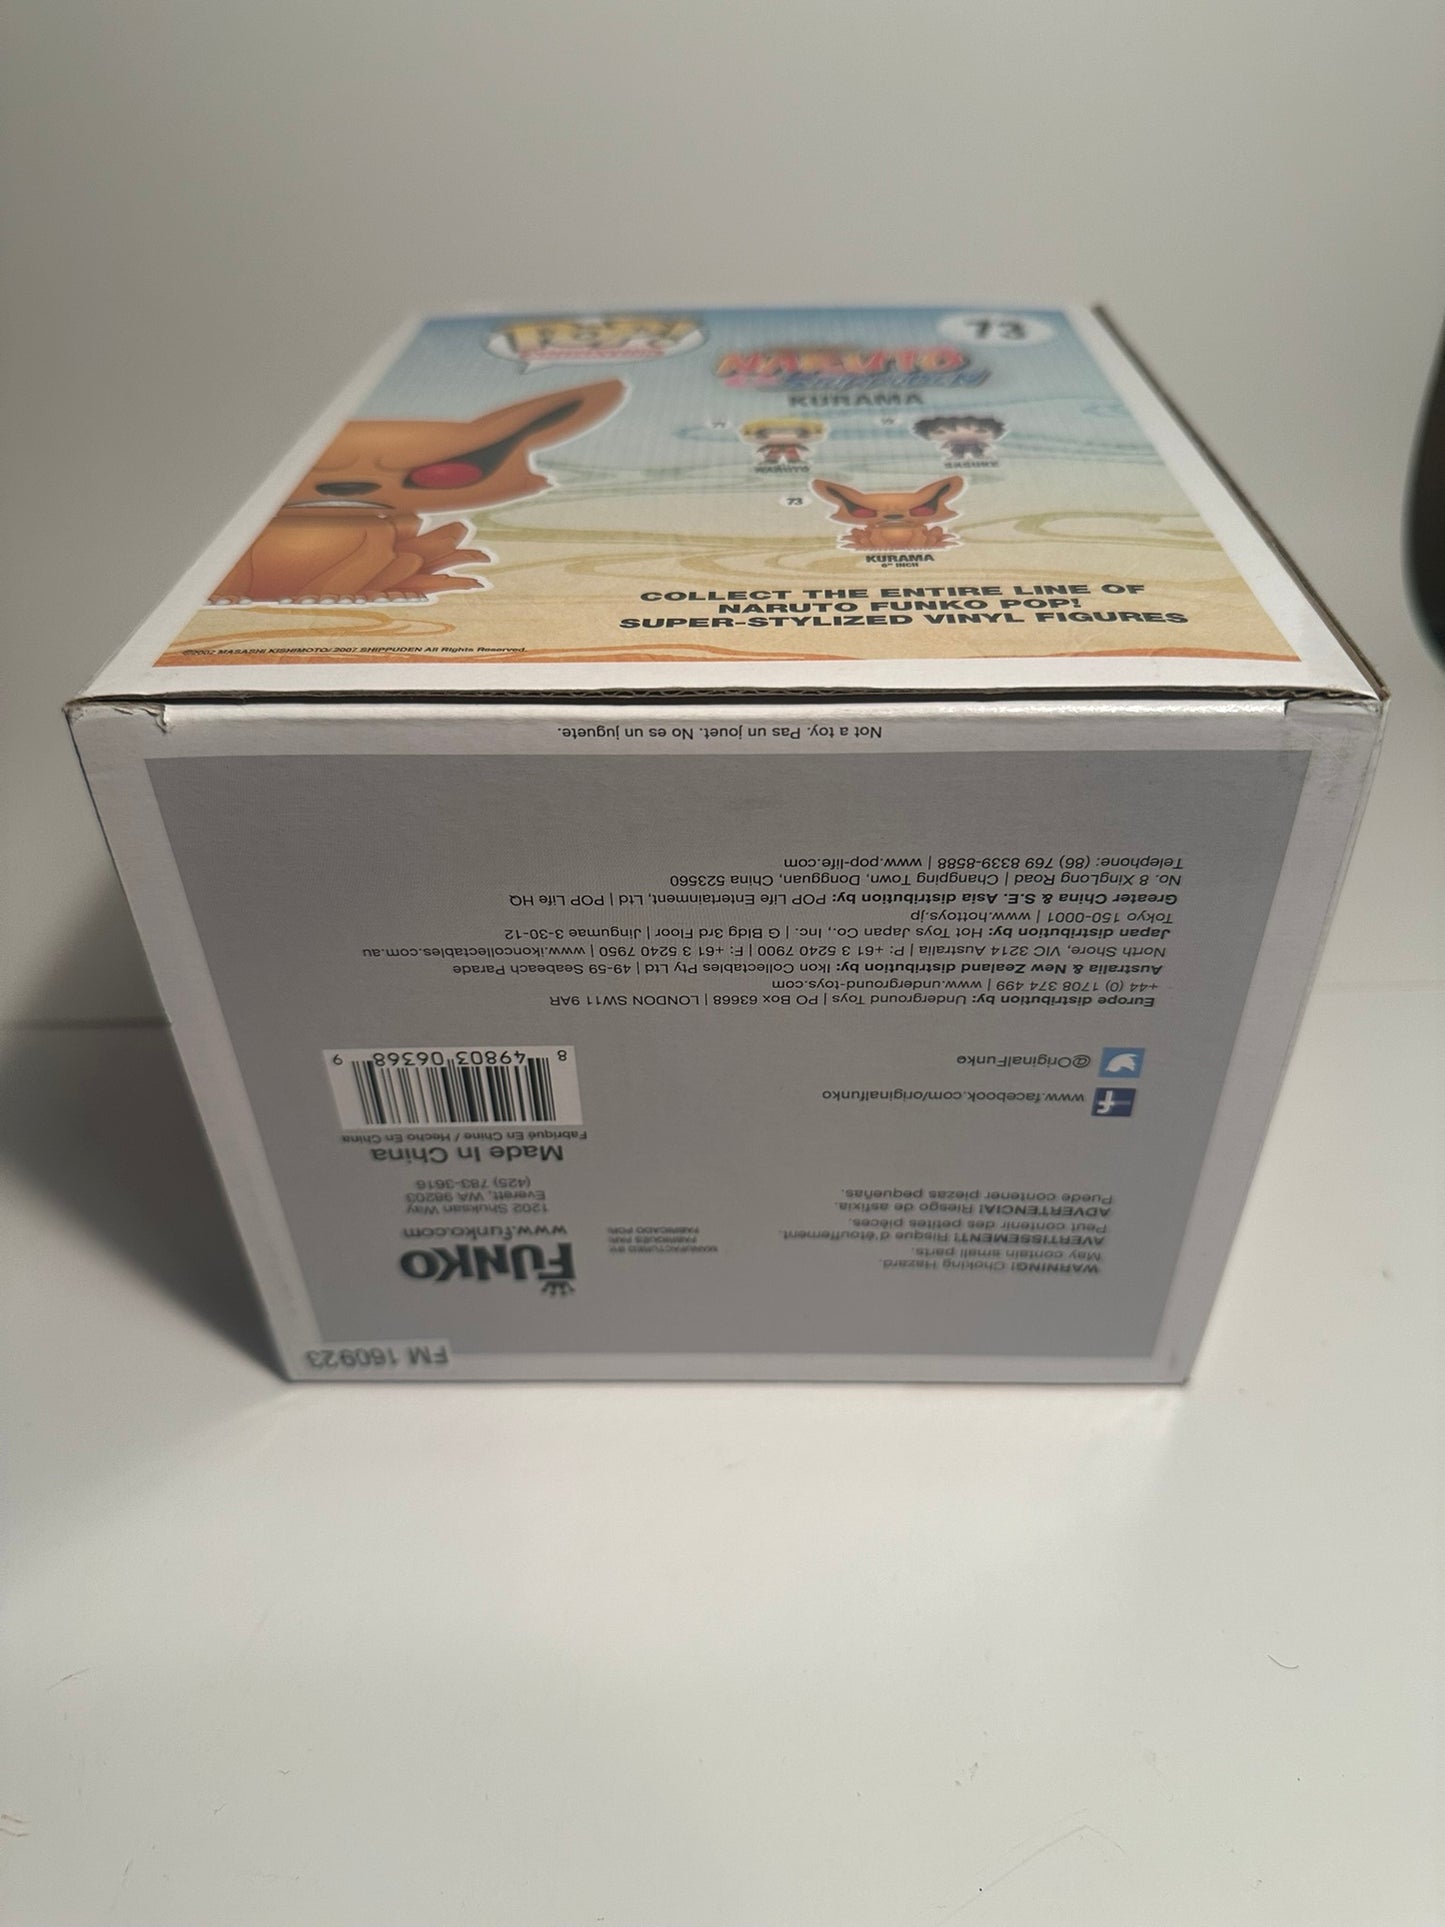 POP!
73
NARUTO
Shippuden
KURAMA
71
NARUTO
72
SASUKE
73
KURAMA
6" INCH
COLLECT THE ENTIRE LINE OF
NARUTO FUNKO POP!
SUPER-STYLIZED VINYL FIGURES
©2002 MASASHI KISHIMOTO/ 2007 SHIPPUDEN All Rights Reserved.
FM 160923
FUNKO
www.funko.com
1202 Shuksan Way
Everett, WA 98203
(425) 783-3616
Made In China
Fabriqué En Chine / Hecho En China
8 49803 06368 9
MANUFACTURED BY:
FABRIQUÉS PAR:
FABRICADO POR:
WARNING! Choking Hazard.
May contain small parts.
AVERTISSEMENT! Risque d'étouffement.
Peut contenir des petites pièces.
ADVERTENCIA! Riesgo de asfixia.
Puede contener piezas pequeñas.
www.facebook.com/originalfunko
@OriginalFunko
Europe distribution by: Underground Toys | PO Box 63668 | LONDON SW11 9AR
+44 (0) 1708 374 499 | www.underground-toys.com
Australia & New Zealand distribution by: Ikon Collectables Pty Ltd | 49-59 Seabeach Parade
North Shore, VIC 3214 Australia | P: +61 3 5240 7900 | F: +61 3 5240 7950 | www.ikoncollectables.com.au
Japan distribution by: Hot Toys Japan Co., Inc. | G Bldg 3rd Floor | Jingumae 3-30-12
Tokyo 150-0001 | www.hottoys.jp
Greater China & S.E. Asia distribution by: POP Life Entertainment, Ltd | POP Life HQ
No. 8 XingLong Road | Changping Town, Dongguan, China 523560
Telephone: (86) 769 8339-8588 | www.pop-life.com
Not a toy. Pas un jouet. No es un juguete.